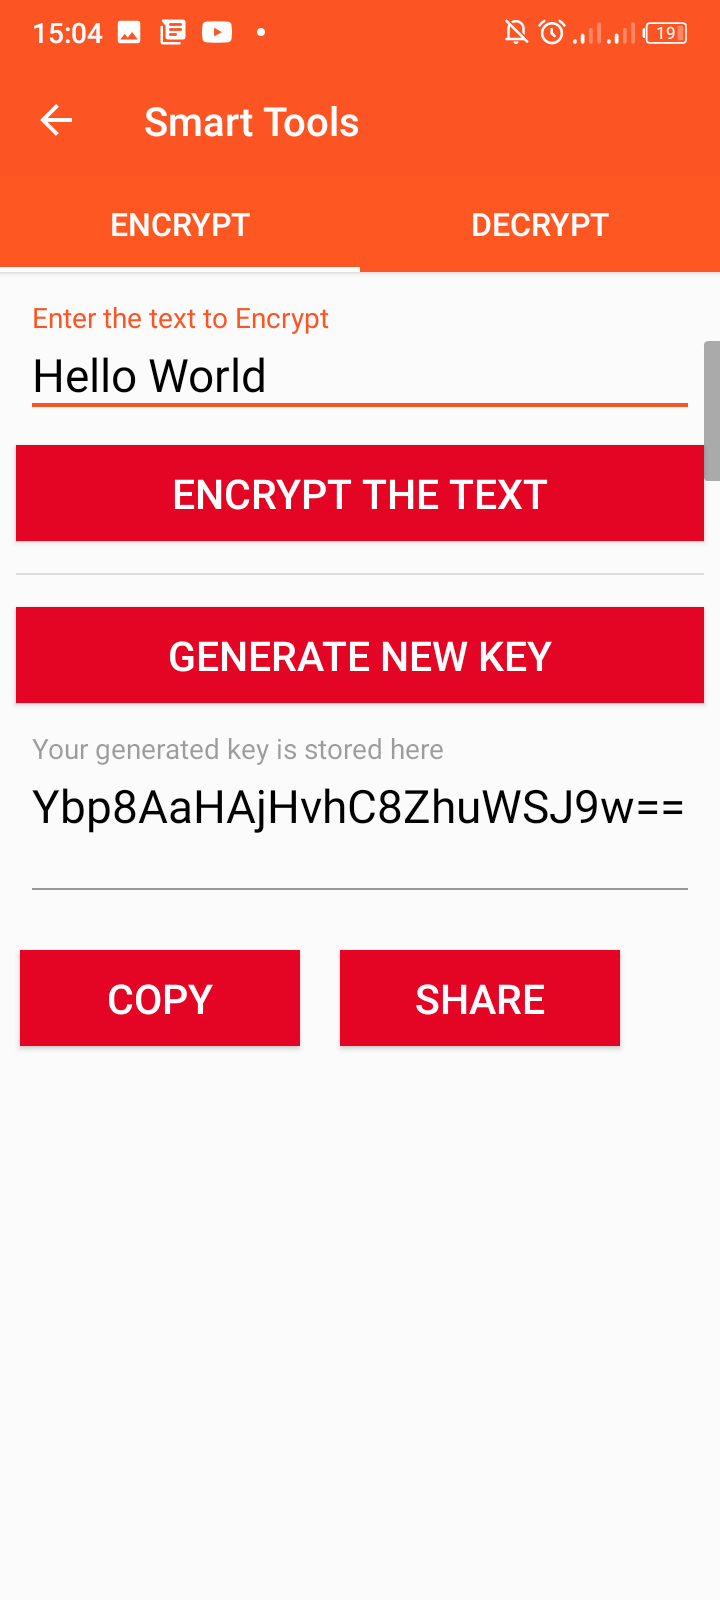 15:04
19
Smart Tools
ENCRYPT DECRYPT
Enter the text to Encrypt
Hello World
ENCRYPT THE TEXT
GENERATE NEW KEY
Your generated key is stored here
Ybp8AaHAjHvhC8ZhuWSJ9w==
COPY SHARE